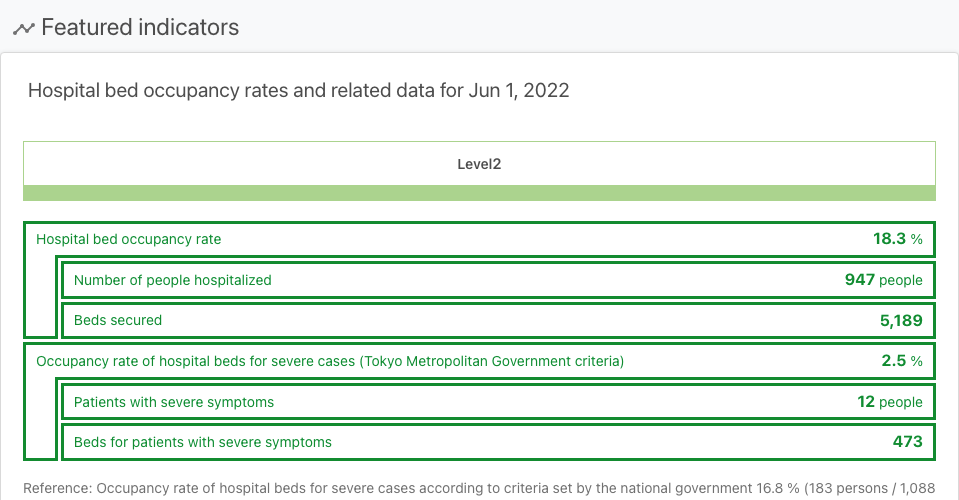 Featured indicators
Hospital bed occupancy rates and related data for Jun 1, 2022
Level2
Hospital bed occupancy rate 18.3 %
Number of people hospitalized 947 people
Beds secured 5,189
Occupancy rate of hospital beds for severe cases (Tokyo Metropolitan Government criteria) 2.5 %
Patients with severe symptoms 12 people
Beds for patients with severe symptoms 473
Reference: Occupancy rate of hospital beds for severe cases according to criteria set by the national government 16.8 % (183 persons / 1,088